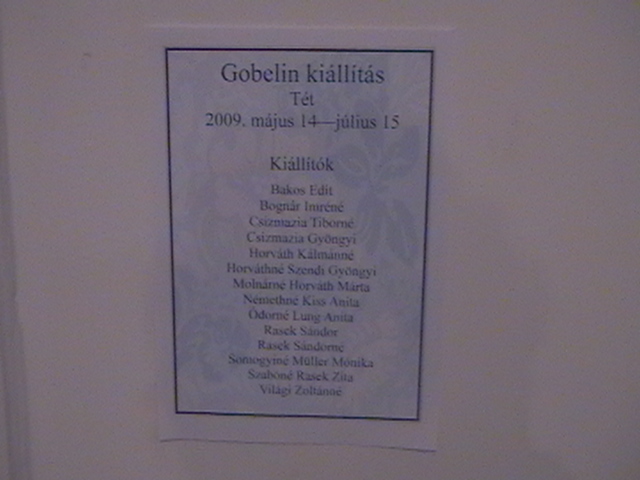 Gobelin kiállítás
Tét
2009. május 14—július 15
Kiállítók
Bakos Edit
Bognár Imréné
Csizmazia Tiborné
Csizmazia Gyöngyi
Horváth Kálmánné
Horváthné Szendi Gyöngyi
Molnárné Horváth Márta
Némethné Kiss Anita
Ódorné Lung Anita
Rasek Sándor
Rasek Sándorné
Somogyiné Müller Mónika
Szabóné Rasek Zita
Világi Zoltánné